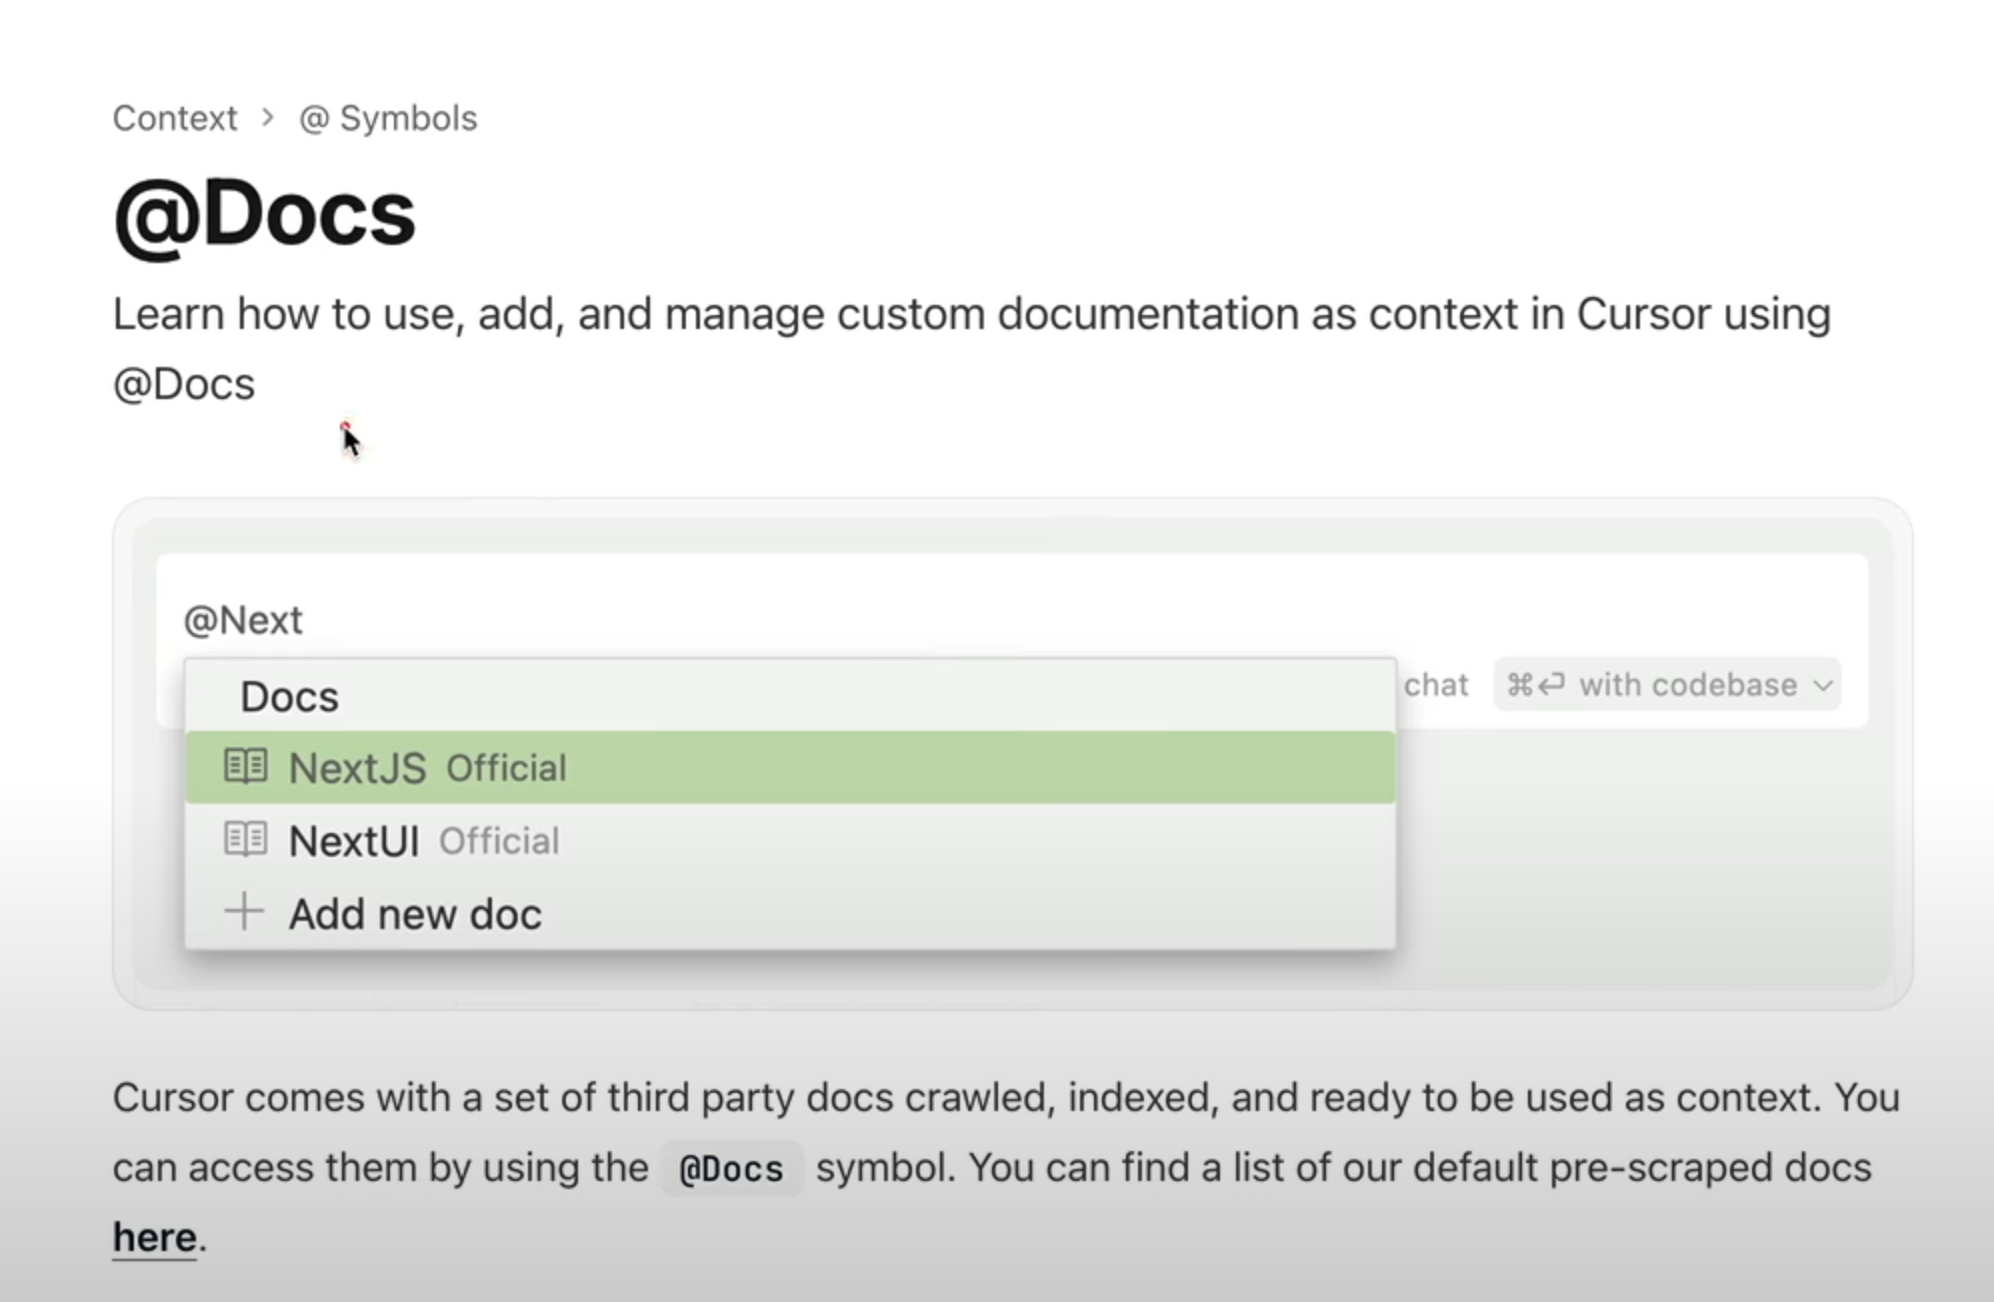 Context > @ Symbols
@Docs
Learn how to use, add, and manage custom documentation as context in Cursor using
@Docs
@Next
Docs
chat ⌘⏎ with codebase
NextJS Official
NextUI Official
+ Add new doc
Cursor comes with a set of third party docs crawled, indexed, and ready to be used as context. You
can access them by using the @Docs symbol. You can find a list of our default pre-scraped docs
here.